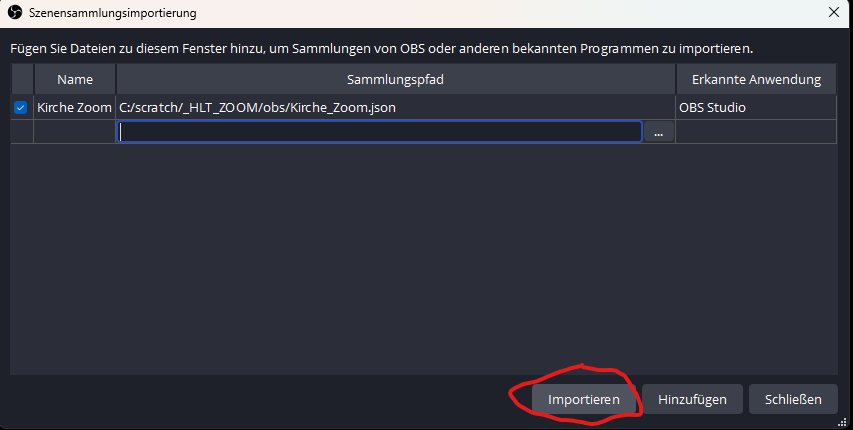 Szenensammlungsimportierung
Fügen Sie Dateien zu diesem Fenster hinzu, um Sammlungen von OBS oder anderen bekannten Programmen zu importieren.
Name Sammlungspfad Erkannte Anwendung
Kirche Zoom C:/scratch/_HLT_ZOOM/obs/Kirche_Zoom.json OBS Studio
...
Importieren Hinzufügen Schließen